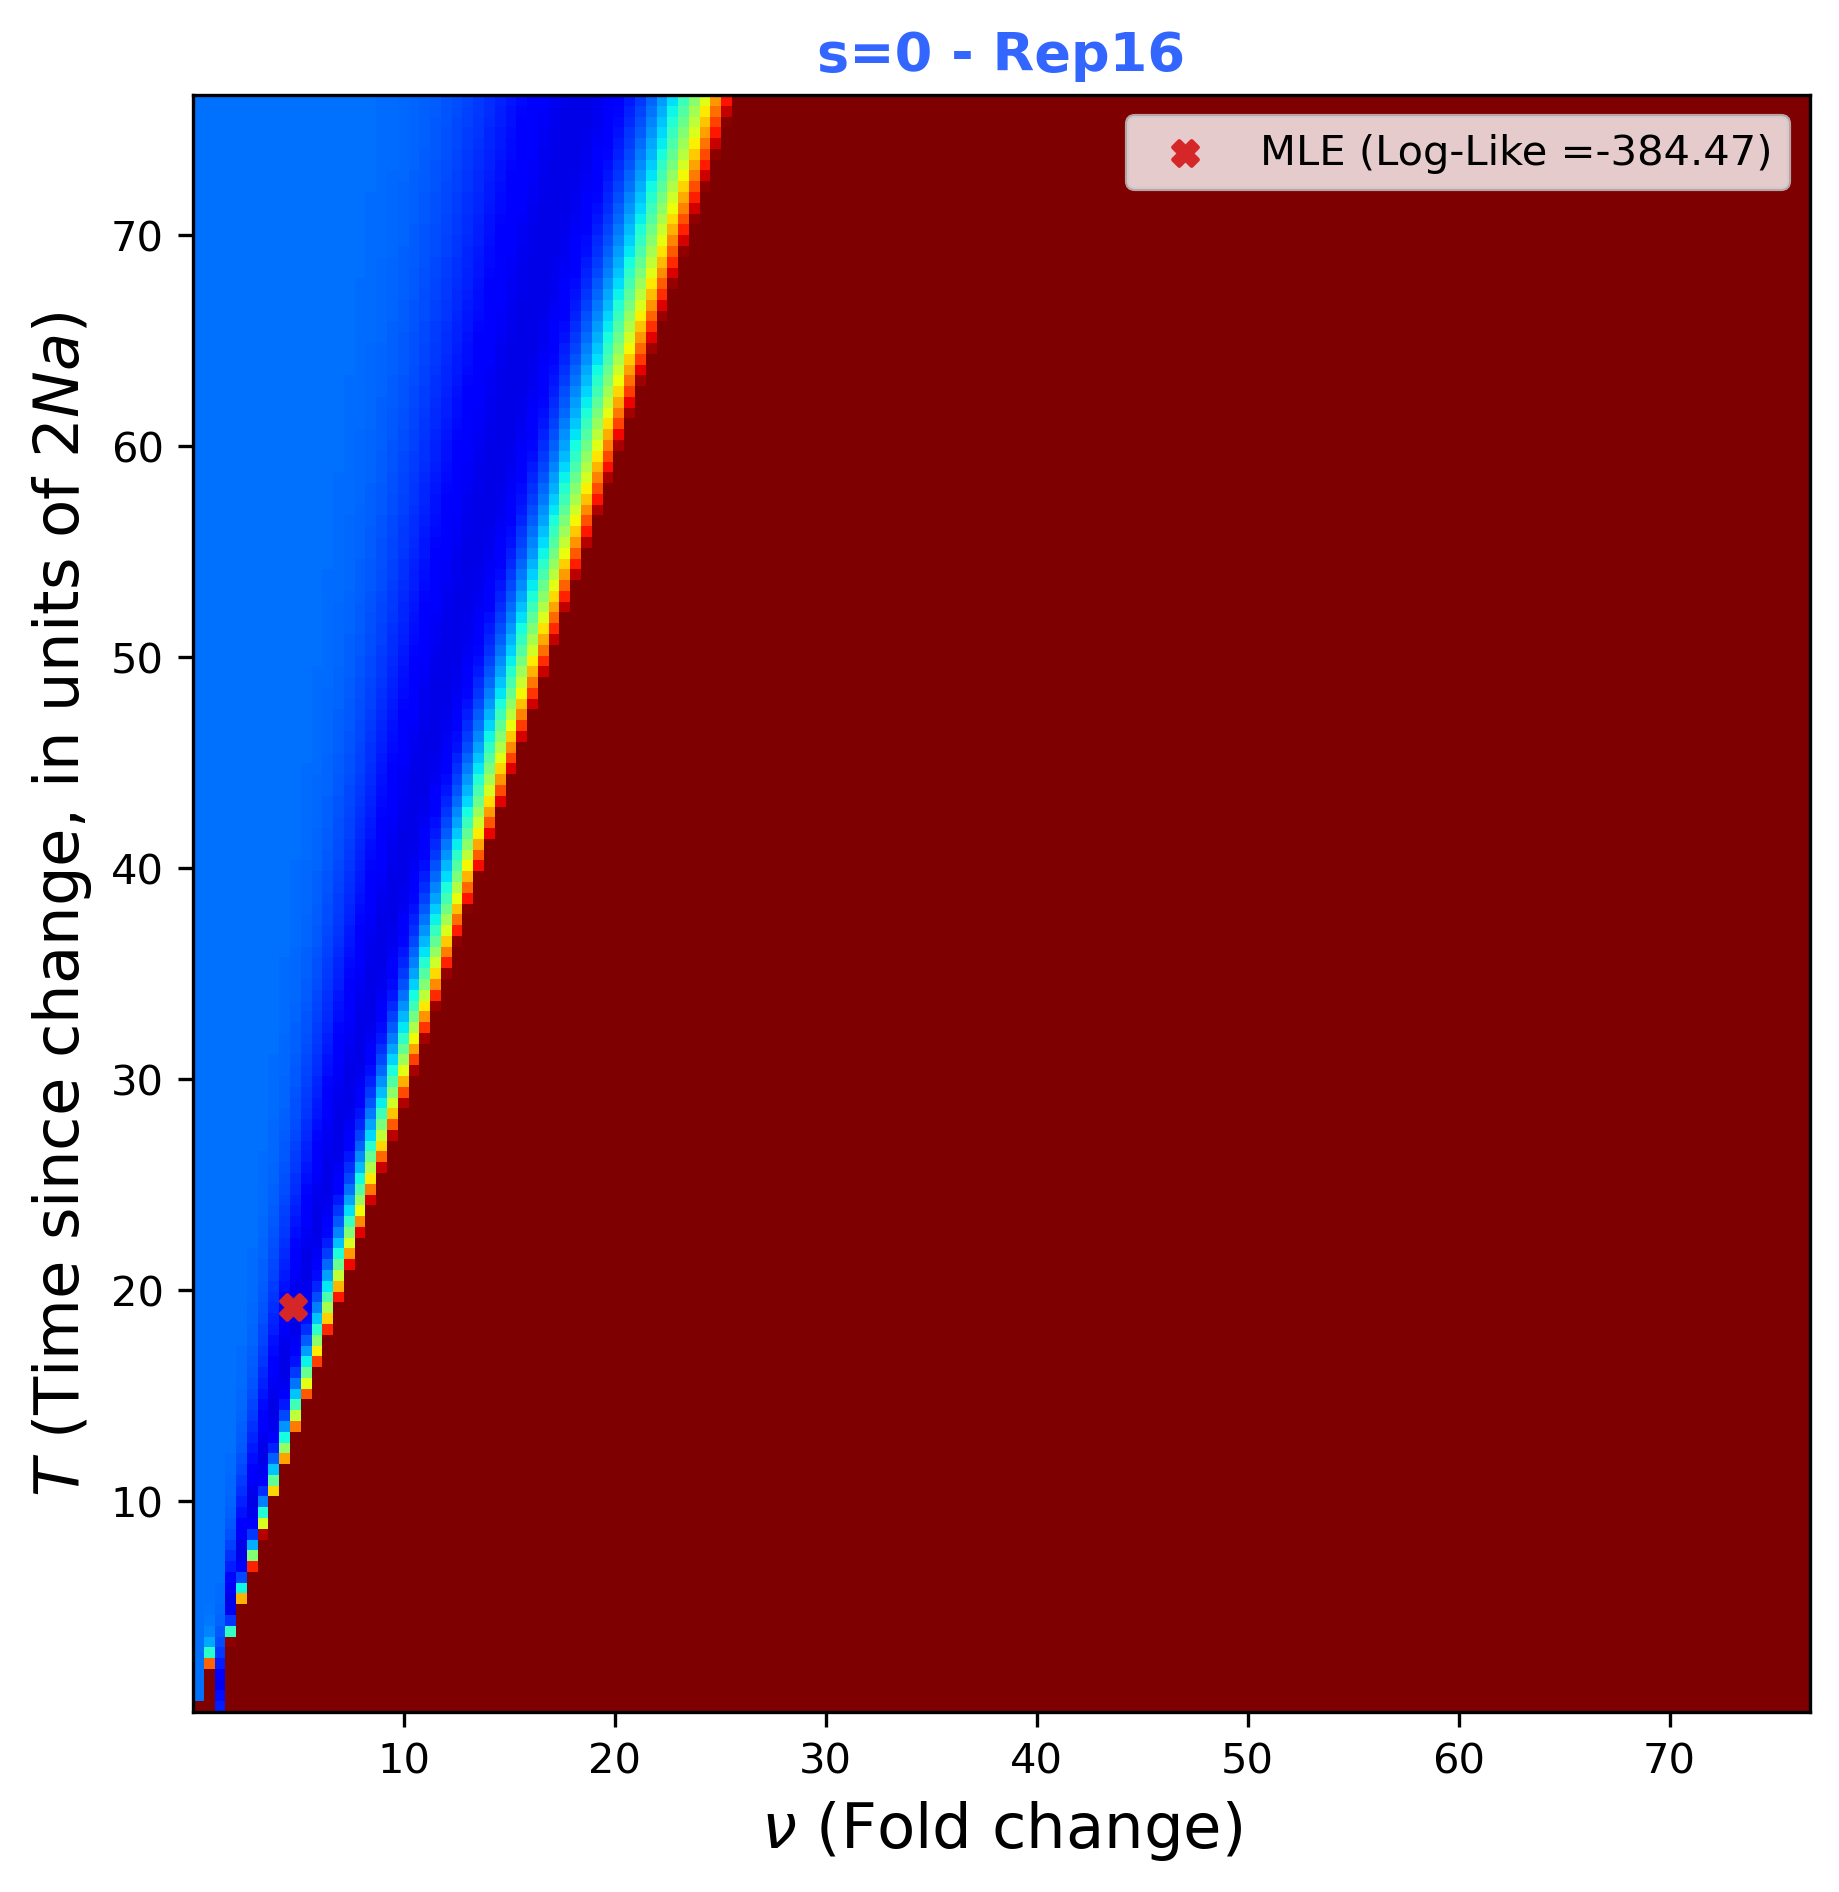 s=0 - Rep16
MLE (Log-Like =-384.47)
T (Time since change, in units of 2Na)
70
60
50
40
30
20
10
10 20 30 40 50 60 70
ν (Fold change)